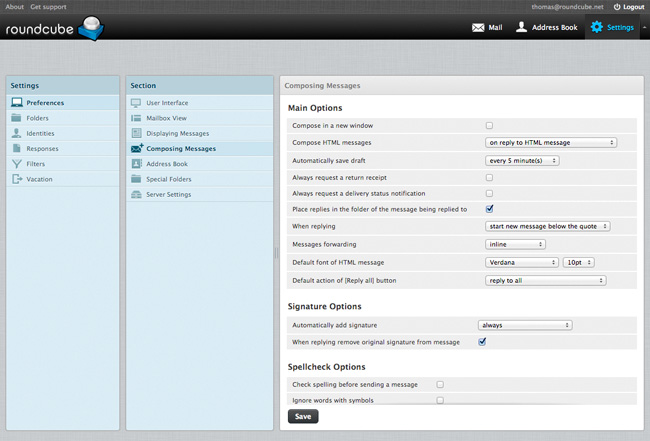 About Get support thomas@roundcube.net Logout
roundcube Mail Address Book Settings
Settings
Preferences
Folders
Identities
Responses
Filters
Vacation
Section
User Interface
Mailbox View
Displaying Messages
Composing Messages
Address Book
Special Folders
Server Settings
Composing Messages
Main Options
Compose in a new window
Compose HTML messages on reply to HTML message
Automatically save draft every 5 minute(s)
Always request a return receipt
Always request a delivery status notification
Place replies in the folder of the message being replied to
When replying start new message below the quote
Messages forwarding inline
Default font of HTML message Verdana 10pt
Default action of [Reply all] button reply to all
Signature Options
Automatically add signature always
When replying remove original signature from message
Spellcheck Options
Check spelling before sending a message
Ignore words with symbols
Save